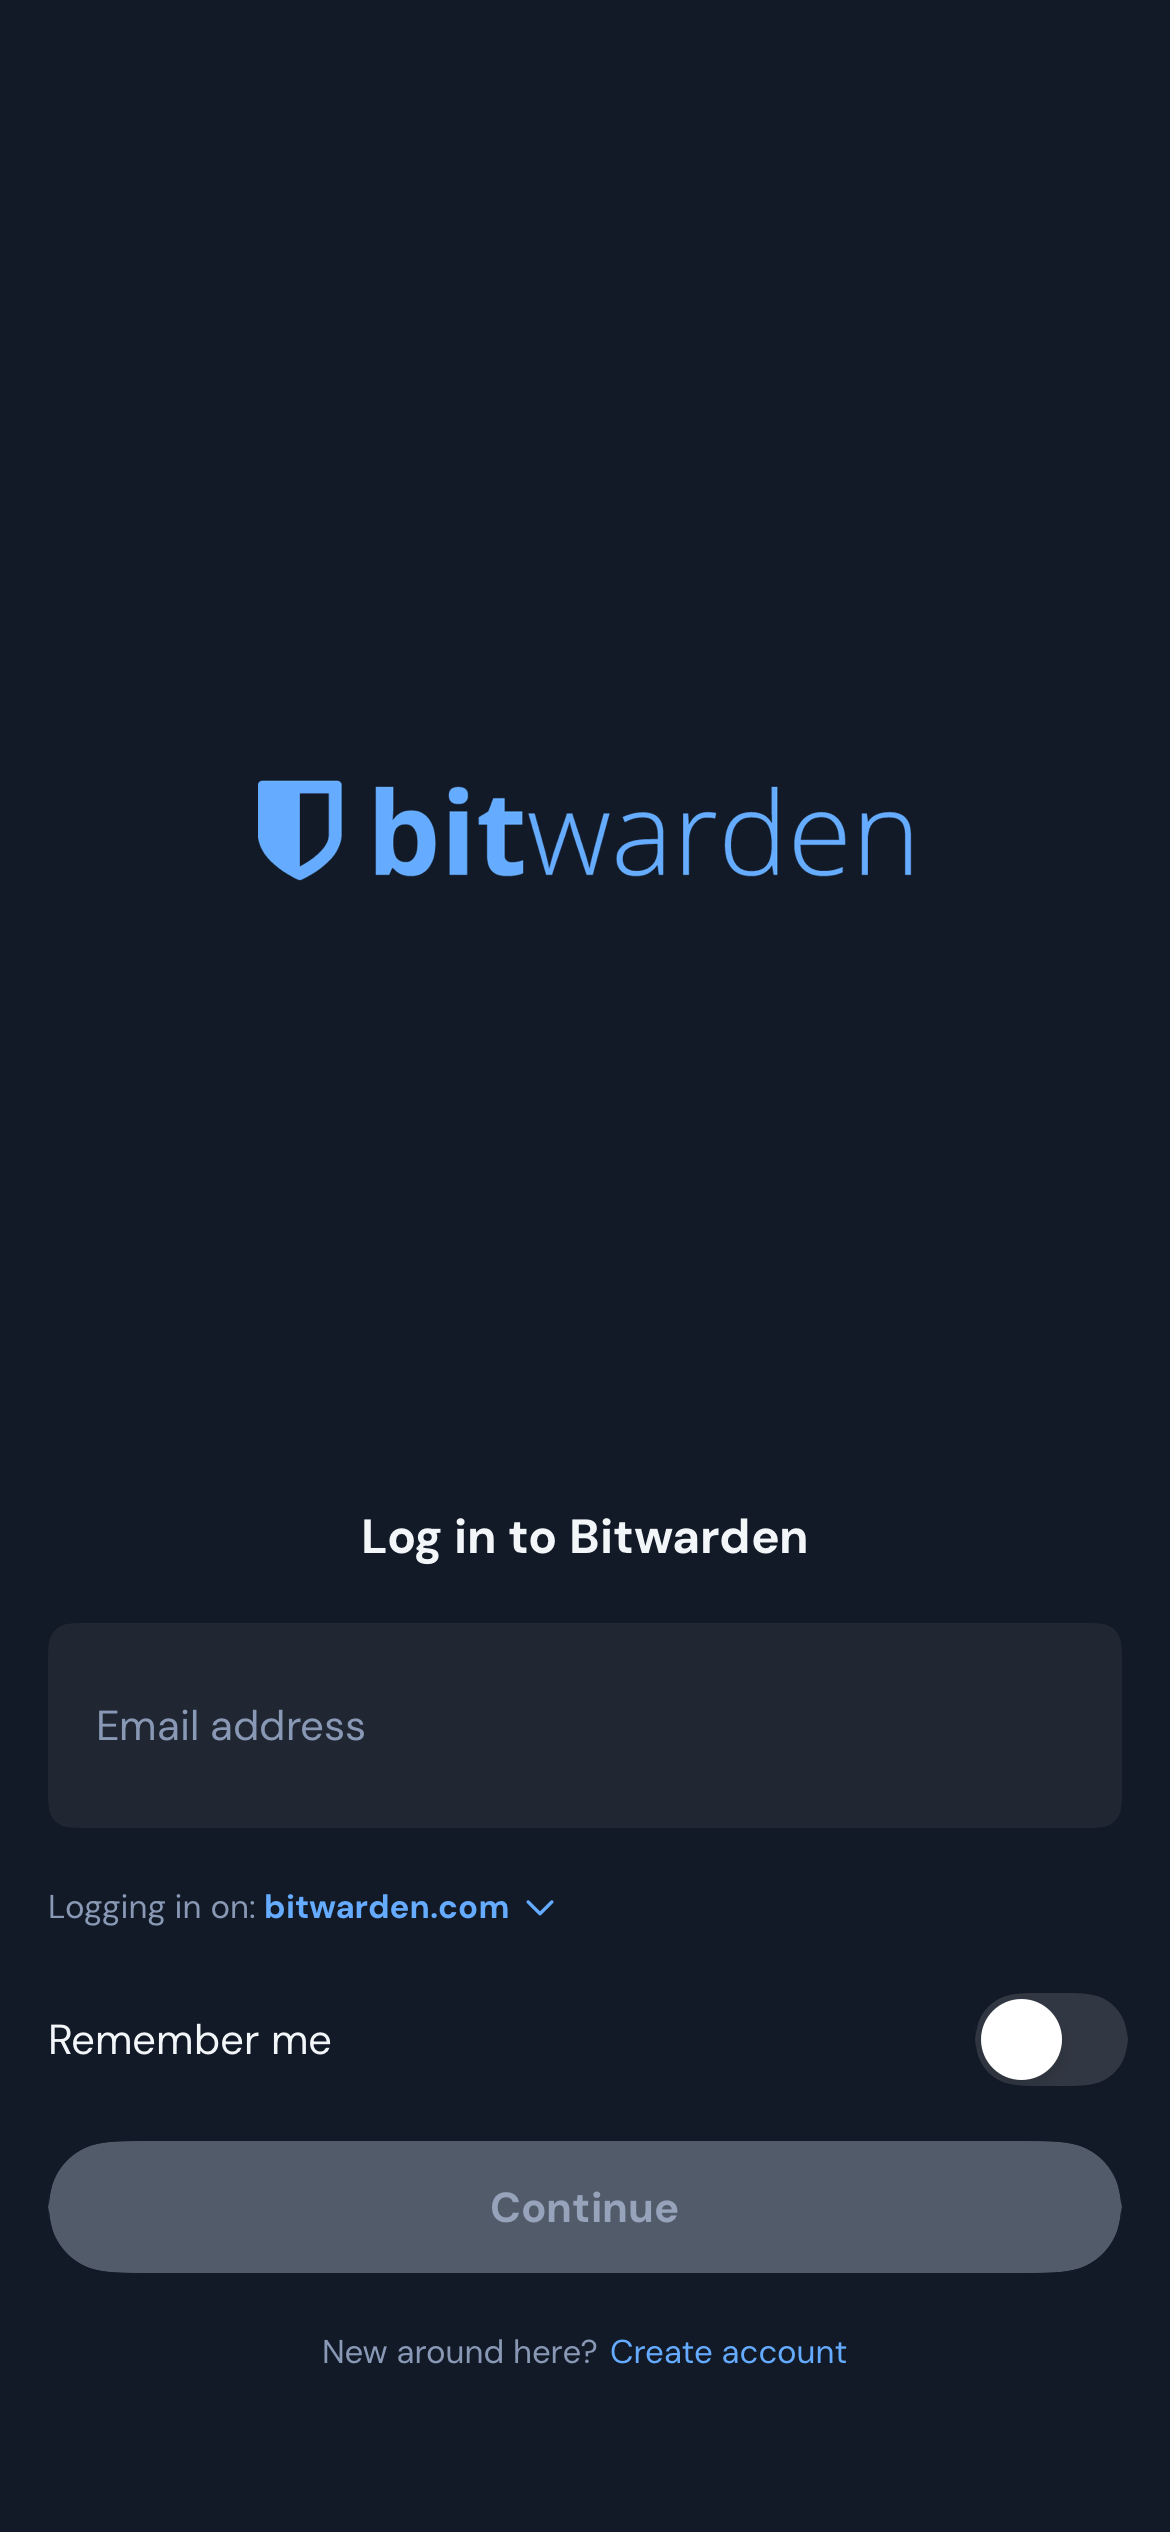 bitwarden
Log in to Bitwarden
Email address
Logging in on: bitwarden.com
Remember me
Continue
New around here? Create account